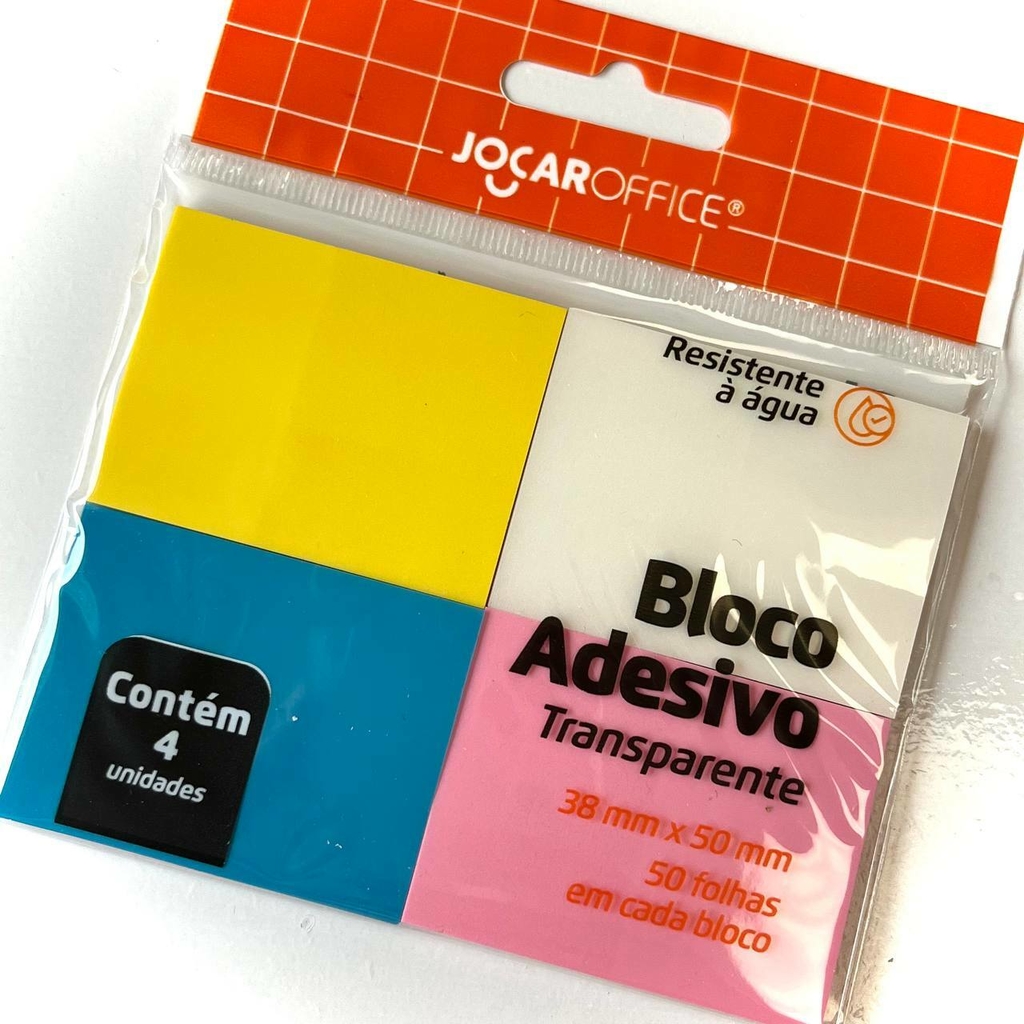 JOCAROFFICE®
Resistente
à água
Bloco
Adesivo
Transparente
38 mm x 50 mm
50 folhas
em cada bloco
Contém
4
unidades